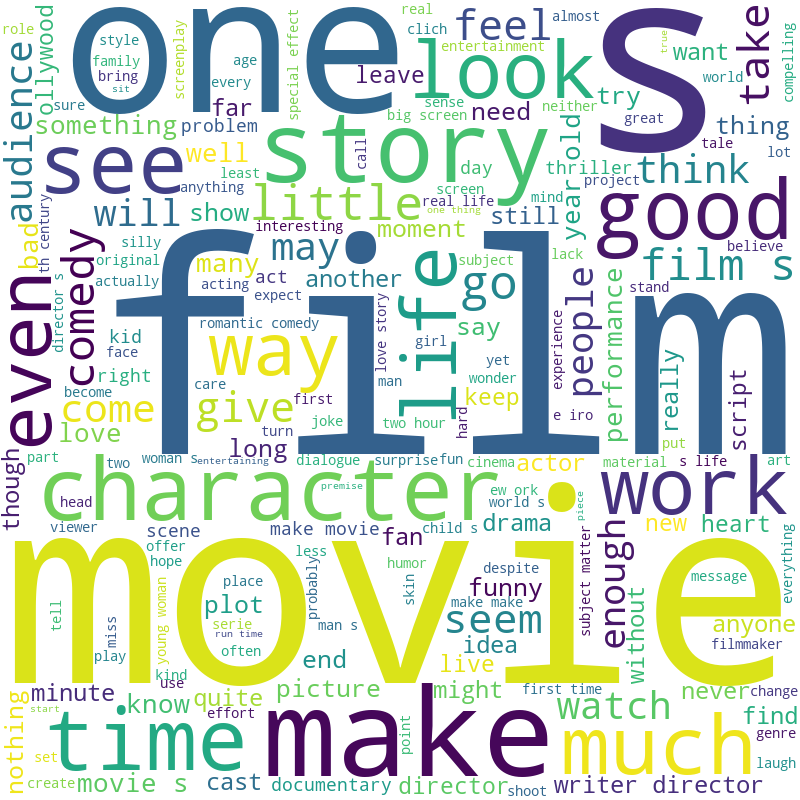 one
S
film
movie
story
look
see
good
character
make
time
much
work
way
life
even
little
go
may
give
come
seem
think
feel
take
audience
comedy
will
film s
people
thing
want
try
need
leave
far
something
problem
well
show
moment
still
day
thriller
year old
ollywood
style
family
bring
sit
screenplay
age
every
special effect
real
clich
almost
entertainment
sense
big screen
neither
true
world
compelling
great
tale
lot
role
sure
anything
least
call
screen
real life
mind
project
one thing
interesting
believe
bad
th century
silly
original
actually
director s
many
acting
act
expect
another
subject
lack
stand
say
performance
romantic comedy
love story
girl
man
yet
wonder
experience
kid
face
right
become
care
first
joke
two hour
hard
keep
e iro
really
script
put
love
long
turn
part
two
woman s
entertaining
dialogue
surprise
fun
cinema
actor
material
s life
art
though
head
premise
ew ork
world s
piece
viewer
scene
make movie
fan
child s
drama
new
heart
enough
offer
hope
less
humor
despite
subject matter
message
everything
tell
young woman
place
plot
serie
run time
probably
skin
funny
make make
anyone
filmmaker
miss
play
often
man s
idea
without
kind
end
live
nothing
minute
know
use
quite
picture
might
first time
watch
never
change
find
start
effort
point
genre
set
create
movie s
cast
documentary
director
shoot
writer director
laugh